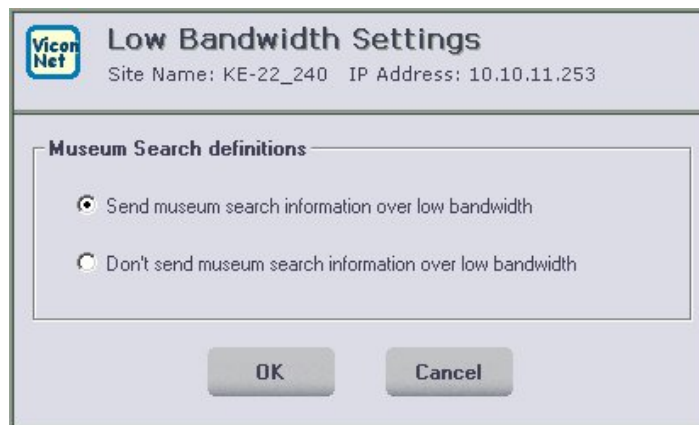 Vicon
Net
Low Bandwidth Settings
Site Name: KE-22_240 IP Address: 10.10.11.253
Museum Search definitions
Send museum search information over low bandwidth
Don't send museum search information over low bandwidth
OK Cancel